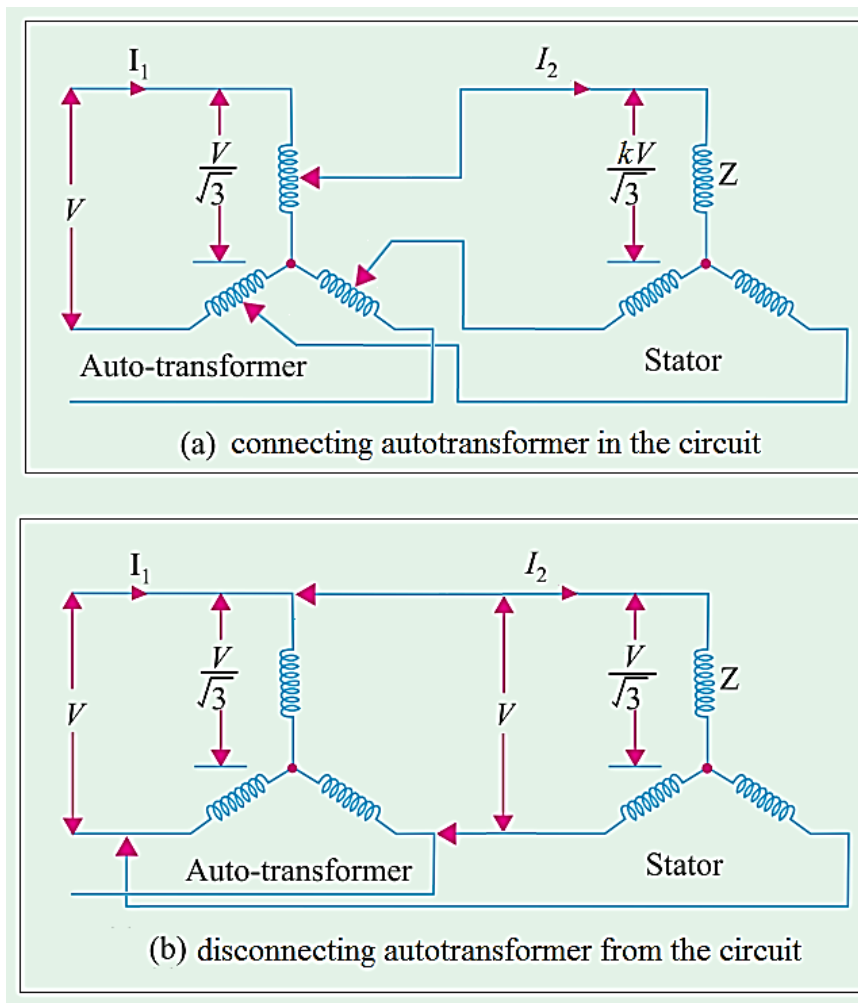 I₁ I₂
V V/√3 kV/√3 Z
Auto-transformer Stator
(a) connecting autotransformer in the circuit
I₁ I₂
V V/√3 V V/√3 Z
Auto-transformer Stator
(b) disconnecting autotransformer from the circuit